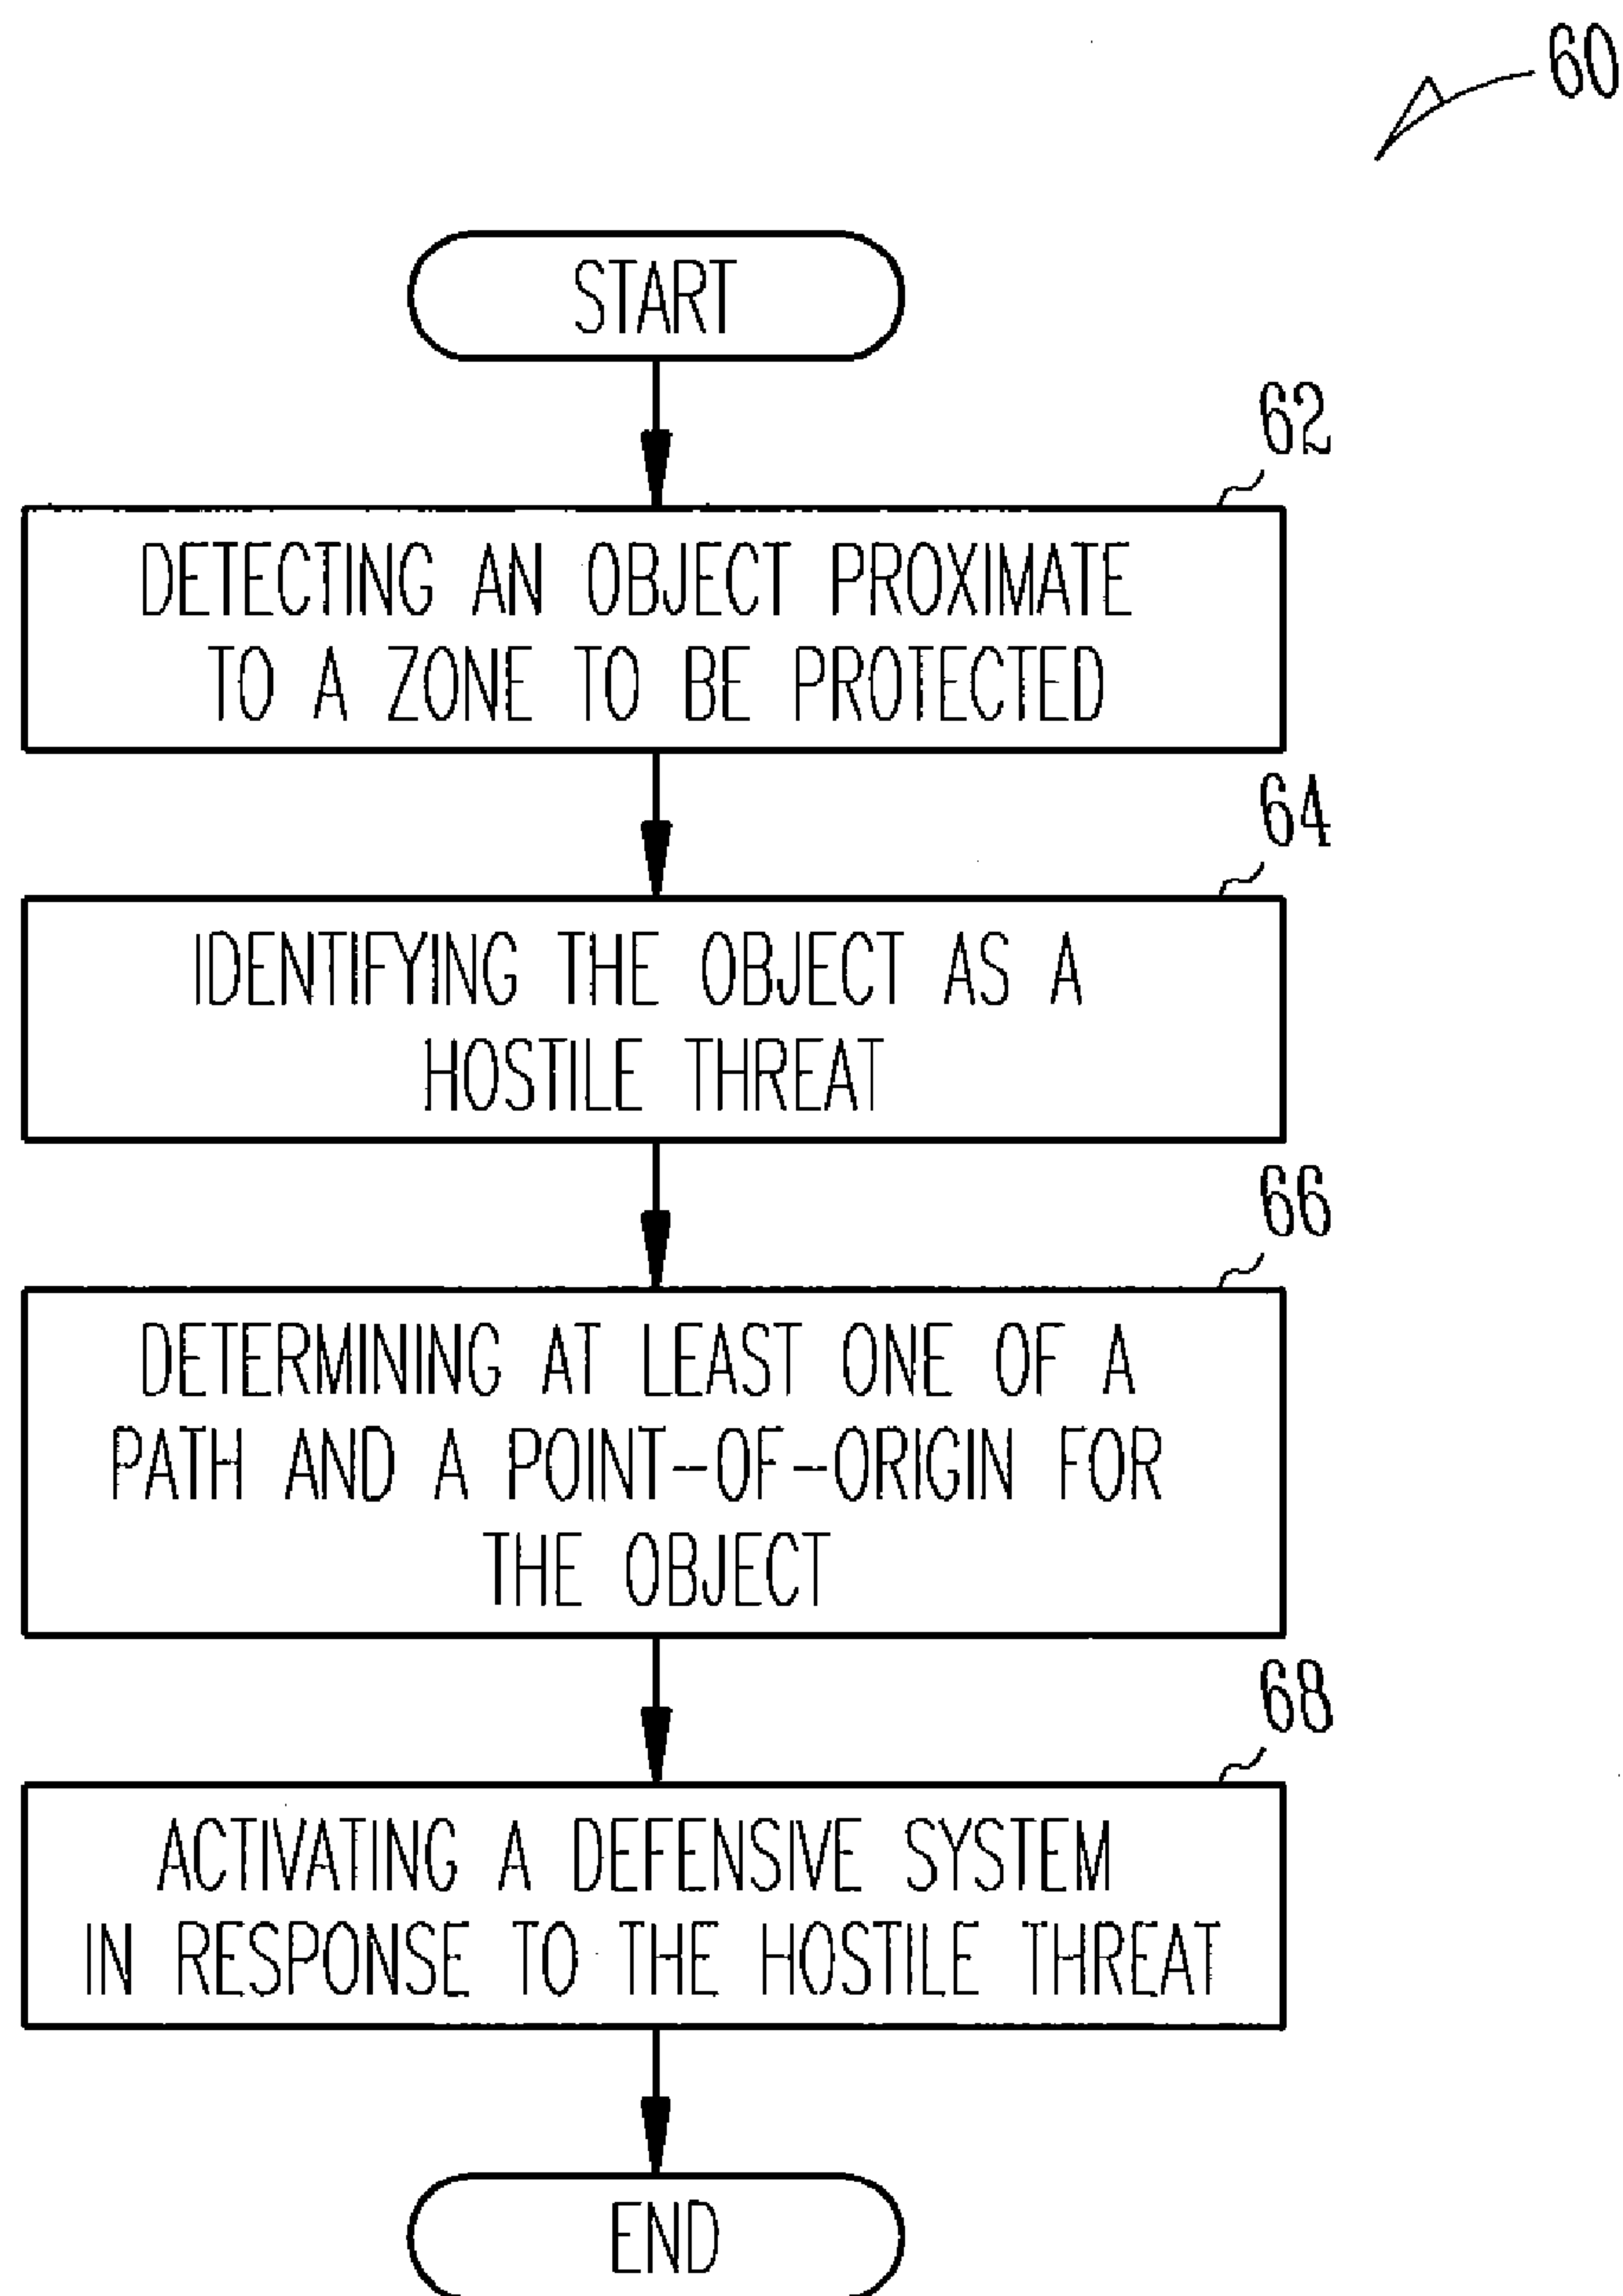 60
START
62
DETECTING AN OBJECT PROXIMATE
TO A ZONE TO BE PROTECTED
64
IDENTIFYING THE OBJECT AS A
HOSTILE THREAT
66
DETERMINING AT LEAST ONE OF A
PATH AND A POINT-OF-ORIGIN FOR
THE OBJECT
68
ACTIVATING A DEFENSIVE SYSTEM
IN RESPONSE TO THE HOSTILE THREAT
END